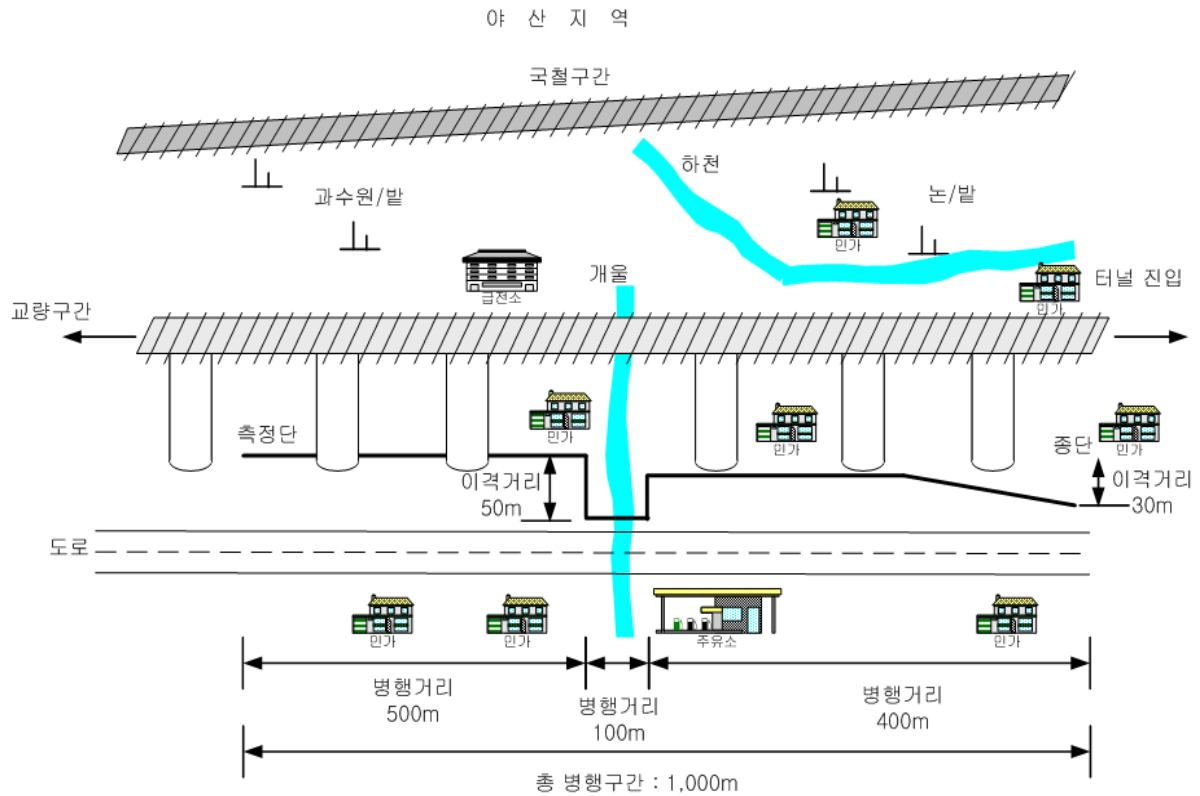 야 산 지 역
국철구간
하천
과수원/밭
논/밭
민가
급전소
개울
민가
터널 진입
교량구간
민가
민가
민가
측정단
종단
이격거리
50m
이격거리
30m
도로
민가
민가
주유소
민가
병행거리
500m
병행거리
100m
병행거리
400m
총 병행구간 : 1,000m